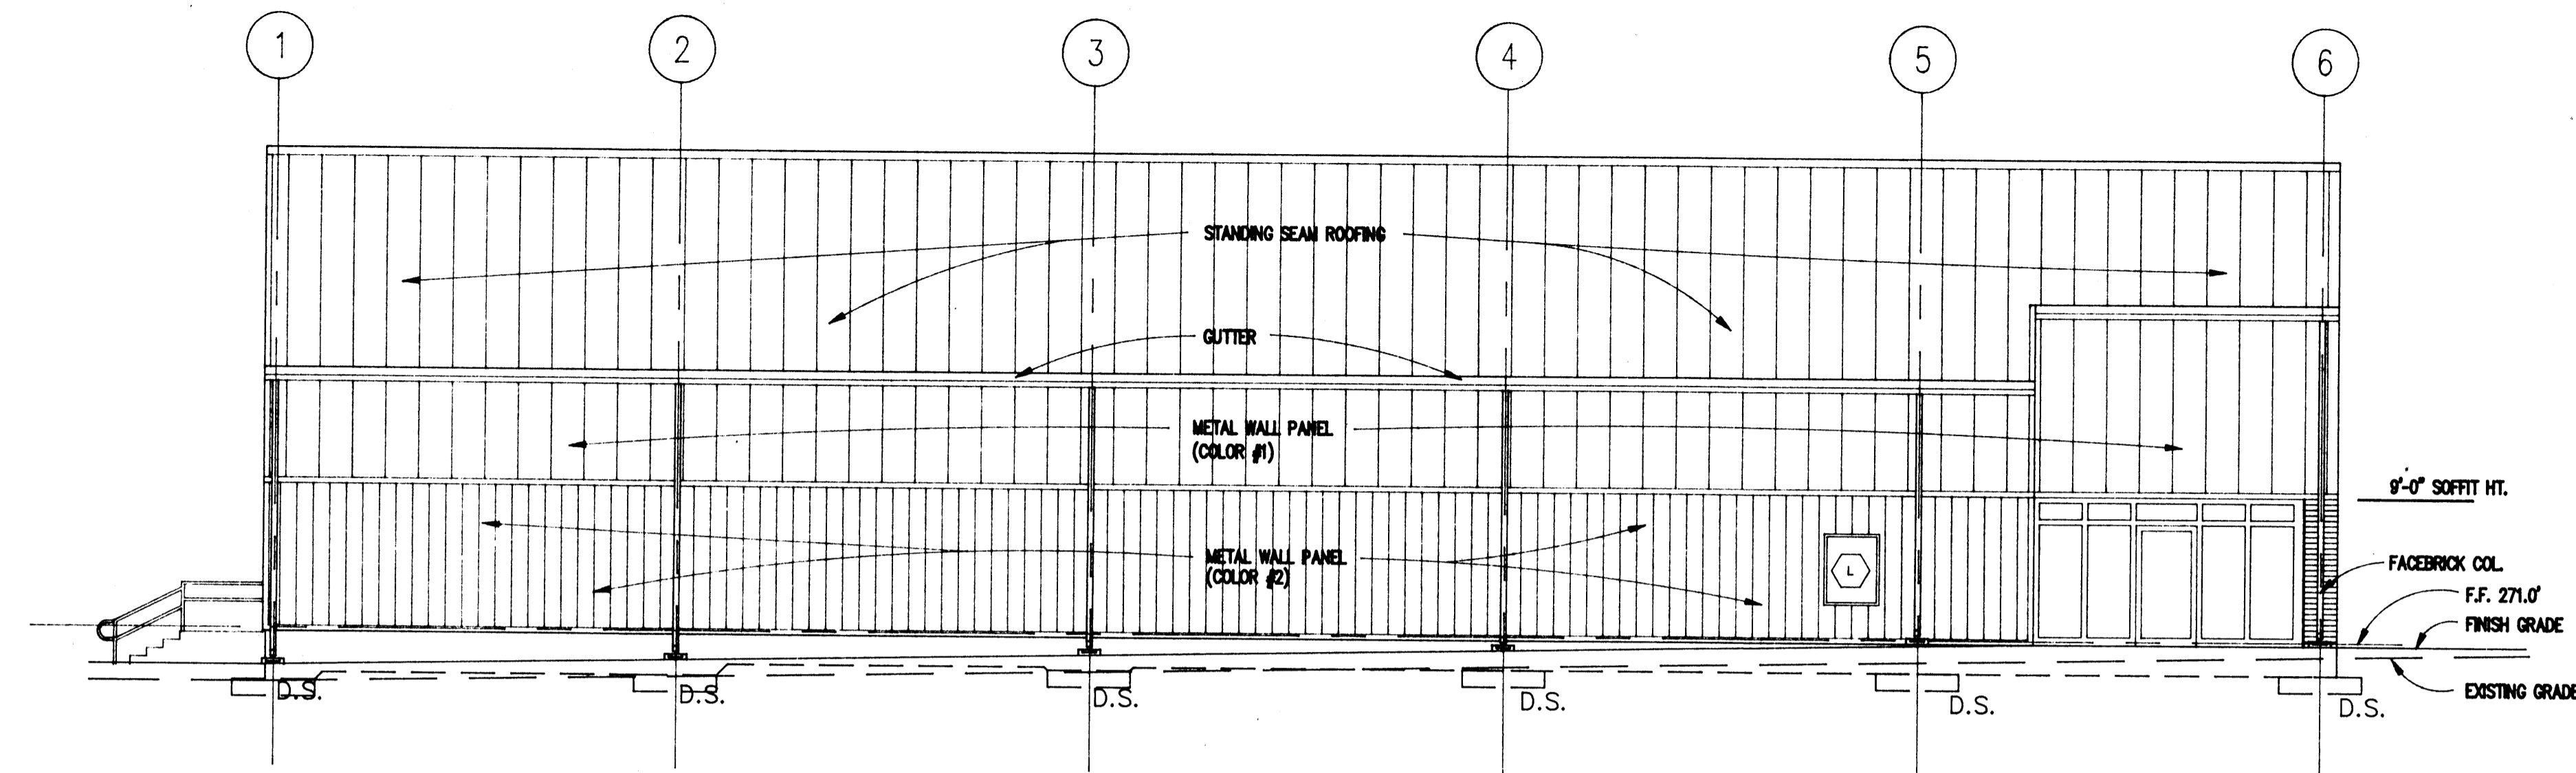 1
2
3
4
5
6
STANDING SEAM ROOFING
GUTTER
METAL WALL PANEL
(COLOR #1)
9'-0" SOFFIT HT.
METAL WALL PANEL
(COLOR #2)
L
FACEBRICK COL.
F.F. 271.0'
FINISH GRADE
EXISTING GRADE
D.S.
D.S.
D.S.
D.S.
D.S.
D.S.